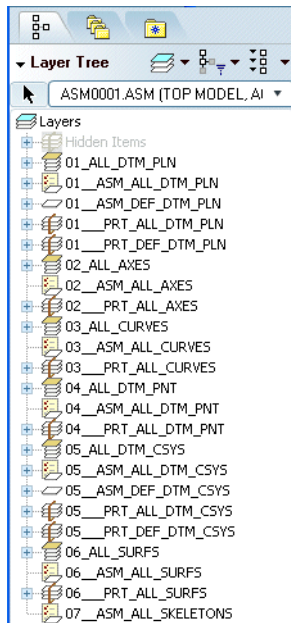 Layer Tree
ASM0001.ASM (TOP MODEL, A
Layers
Hidden Items
01_ALL_DTM_PLN
01__ASM_ALL_DTM_PLN
01__ASM_DEF_DTM_PLN
01___PRT_ALL_DTM_PLN
01___PRT_DEF_DTM_PLN
02_ALL_AXES
02__ASM_ALL_AXES
02___PRT_ALL_AXES
03_ALL_CURVES
03__ASM_ALL_CURVES
03___PRT_ALL_CURVES
04_ALL_DTM_PNT
04__ASM_ALL_DTM_PNT
04___PRT_ALL_DTM_PNT
05_ALL_DTM_CSYS
05__ASM_ALL_DTM_CSYS
05__ASM_DEF_DTM_CSYS
05___PRT_ALL_DTM_CSYS
05___PRT_DEF_DTM_CSYS
06_ALL_SURFS
06__ASM_ALL_SURFS
06___PRT_ALL_SURFS
07__ASM_ALL_SKELETONS